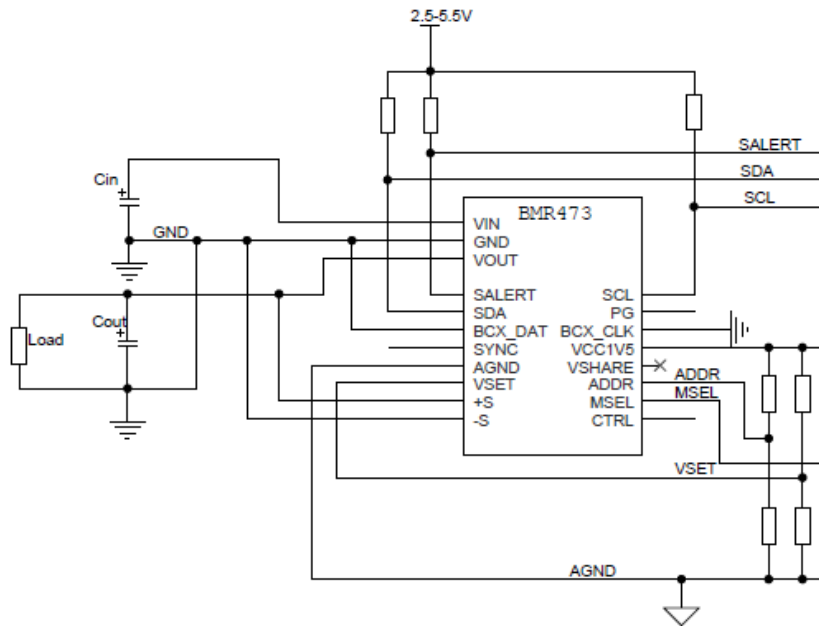 2.5-5.5V
SALERT
SDA
SCL
Cin
GND
BMR473
VIN
GND
VOUT
SALERT
SDA
BCX_DAT
SYNC
AGND
VSET
+S
-S
SCL
PG
BCX_CLK
VCC1V5
VSHARE
ADDR
MSEL
CTRL
Load
Cout
+
+
ADDR
MSEL
VSET
AGND